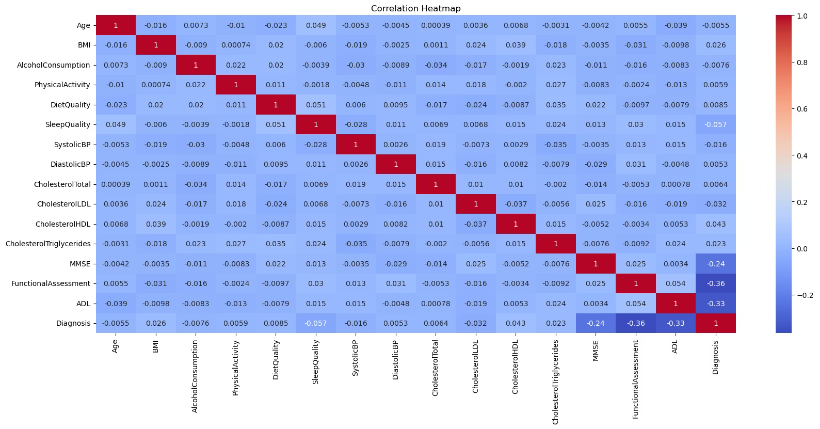 Correlation Heatmap
Age 1 -0.016 0.0073 -0.01 -0.023 0.049 -0.0053 -0.0045 0.00039 0.0036 0.0068 -0.0031 -0.0042 0.0055 -0.039 -0.0055
BMI -0.016 1 -0.009 0.00074 0.02 -0.006 -0.019 -0.0025 0.0011 0.024 0.039 -0.018 -0.0035 -0.031 -0.0098 0.026
AlcoholConsumption 0.0073 -0.009 1 0.022 0.02 -0.0039 -0.03 -0.0089 -0.034 -0.017 -0.0019 0.023 -0.011 -0.016 -0.0083 -0.0076
PhysicalActivity -0.01 0.00074 0.022 1 0.011 -0.0018 -0.0048 -0.011 0.014 0.018 -0.002 0.027 -0.0083 -0.0024 -0.013 0.0059
DietQuality -0.023 0.02 0.02 0.011 1 0.051 0.006 0.0095 -0.017 -0.024 -0.0087 0.035 0.022 -0.0097 -0.0079 0.0085
SleepQuality 0.049 -0.006 -0.0039 -0.0018 0.051 1 -0.028 0.011 0.0069 0.0068 0.015 0.024 0.013 0.03 0.015 -0.057
SystolicBP -0.0053 -0.019 -0.03 -0.0048 0.006 -0.028 1 0.0026 0.019 -0.0073 0.0029 -0.035 -0.0035 0.013 0.015 -0.016
DiastolicBP -0.0045 -0.0025 -0.0089 -0.011 0.0095 0.011 0.0026 1 0.015 -0.016 0.0082 -0.0079 -0.029 0.031 -0.0048 0.0053
CholesterolTotal 0.00039 0.0011 -0.034 0.014 -0.017 0.0069 0.019 0.015 1 0.01 0.01 -0.002 -0.014 -0.0053 0.00078 0.0064
CholesterolLDL 0.0036 0.024 -0.017 0.018 -0.024 0.0068 -0.0073 -0.016 0.01 1 -0.037 -0.0056 0.025 -0.016 -0.019 -0.032
CholesterolHDL 0.0068 0.039 -0.0019 -0.002 -0.0087 0.015 0.0029 0.0082 0.01 -0.037 1 0.015 -0.0052 -0.0034 0.0053 0.043
CholesterolTriglycerides -0.0031 -0.018 0.023 0.027 0.035 0.024 -0.035 -0.0079 -0.002 -0.0056 0.015 1 -0.0076 -0.0092 0.024 0.023
MMSE -0.0042 -0.0035 -0.011 -0.0083 0.022 0.013 -0.0035 -0.029 -0.014 0.025 -0.0052 -0.0076 1 0.025 0.0034 -0.24
FunctionalAssessment 0.0055 -0.031 -0.016 -0.0024 -0.0097 0.03 0.013 0.031 -0.0053 -0.016 -0.0034 -0.0092 0.025 1 0.054 -0.36
ADL -0.039 -0.0098 -0.0083 -0.013 -0.0079 0.015 0.015 -0.0048 0.00078 -0.019 0.0053 0.024 0.0034 0.054 1 -0.33
Diagnosis -0.0055 0.026 -0.0076 0.0059 0.0085 -0.057 -0.016 0.0053 0.0064 -0.032 0.043 0.023 -0.24 -0.36 -0.33 1
Age BMI AlcoholConsumption PhysicalActivity DietQuality SleepQuality SystolicBP DiastolicBP CholesterolTotal CholesterolLDL CholesterolHDL CholesterolTriglycerides MMSE FunctionalAssessment ADL Diagnosis
1.0
0.8
0.6
0.4
0.2
0.0
−0.2